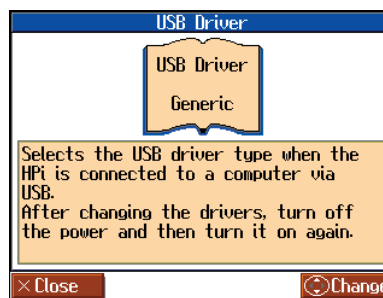 USB Driver
USB Driver
Generic
Selects the USB driver type when the
HPi is connected to a computer via
USB.
After changing the drivers, turn off
the power and then turn it on again.
×Close
Change